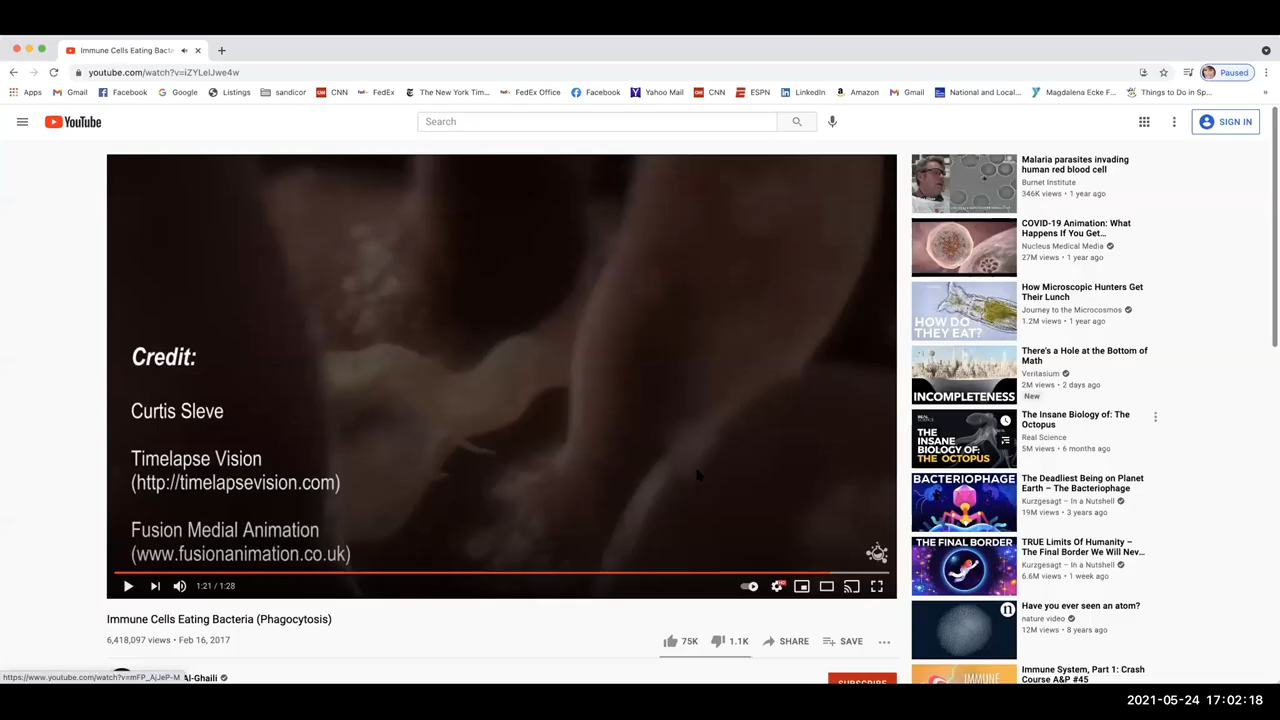 Immune Cells Eating Bacte
youtube.com/watch?v=iZYLeIJwe4w
Paused
Apps Gmail Facebook Google Listings sandicor CNN FedEx The New York Tim... FedEx Office Facebook Yahoo Mail CNN ESPN LinkedIn Amazon Gmail National and Local... Magdalena Ecke F... Things to Do in Sp... »
YouTube
Search
SIGN IN
Credit:
Curtis Sleve
Timelapse Vision
(http://timelapsevision.com)
Fusion Medial Animation
(www.fusionanimation.co.uk)
1:21 / 1:28
Immune Cells Eating Bacteria (Phagocytosis)
6,418,097 views • Feb 16, 2017
75K 1.1K SHARE SAVE
Al-Ghaili
SUBSCRIBE
https://www.youtube.com/watch?v=mFP_AjJeP-M
Malaria parasites invading
human red blood cell
Burnet Institute
346K views • 1 year ago
COVID-19 Animation: What
Happens If You Get...
Nucleus Medical Media
27M views • 1 year ago
HOW DO
THEY EAT?
How Microscopic Hunters Get
Their Lunch
Journey to the Microcosmos
1.2M views • 1 year ago
INCOMPLETENESS
There's a Hole at the Bottom of
Math
Veritasium
2M views • 2 days ago
New
REAL SCIENCE
THE
INSANE
BIOLOGY OF:
THE OCTOPUS
The Insane Biology of: The
Octopus
Real Science
5M views • 6 months ago
BACTERIOPHAGE
The Deadliest Being on Planet
Earth – The Bacteriophage
Kurzgesagt – In a Nutshell
19M views • 3 years ago
THE FINAL BORDER
TRUE Limits Of Humanity –
The Final Border We Will Nev...
Kurzgesagt – In a Nutshell
6.6M views • 1 week ago
n
Have you ever seen an atom?
nature video
12M views • 8 years ago
IMMUNE
Immune System, Part 1: Crash
Course A&P #45
2021-05-24 17:02:18